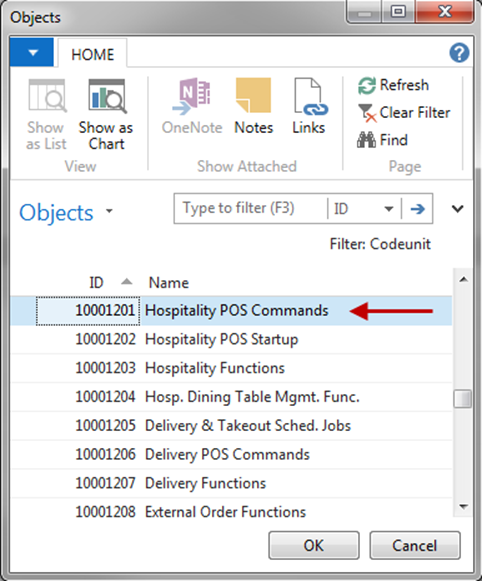 Objects
HOME
Show as List
Show as Chart
OneNote
Notes
Links
Refresh
Clear Filter
Find
View
Show Attached
Page
Objects
Type to filter (F3)
ID
Filter: Codeunit
ID Name
10001201 Hospitality POS Commands
10001202 Hospitality POS Startup
10001203 Hospitality Functions
10001204 Hosp. Dining Table Mgmt. Func.
10001205 Delivery & Takeout Sched. Jobs
10001206 Delivery POS Commands
10001207 Delivery Functions
10001208 External Order Functions
OK
Cancel